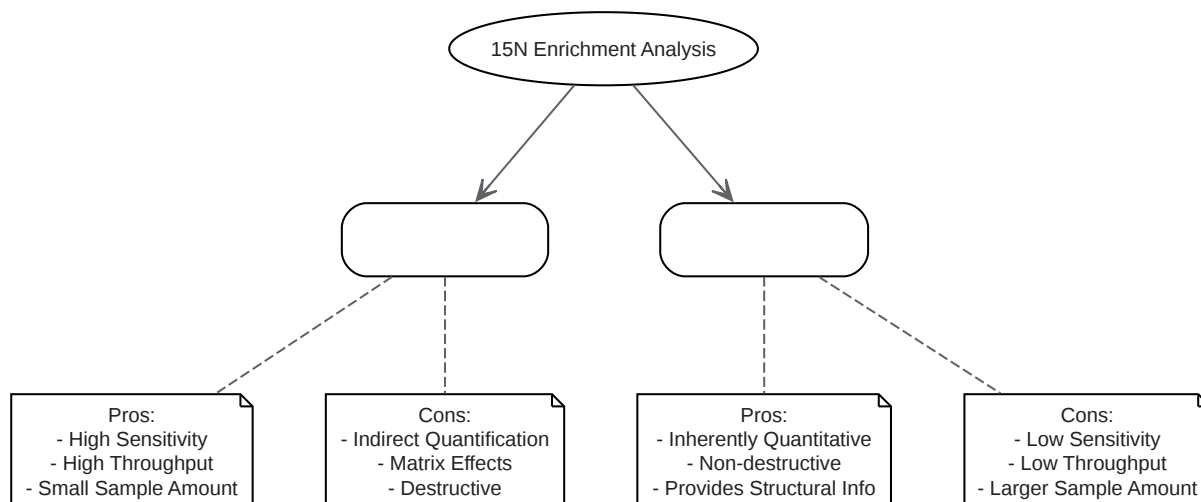 15N Enrichment Analysis
Pros:
- High Sensitivity
- High Throughput
- Small Sample Amount
Cons:
- Indirect Quantification
- Matrix Effects
- Destructive
Pros:
- Inherently Quantitative
- Non-destructive
- Provides Structural Info
Cons:
- Low Sensitivity
- Low Throughput
- Larger Sample Amount